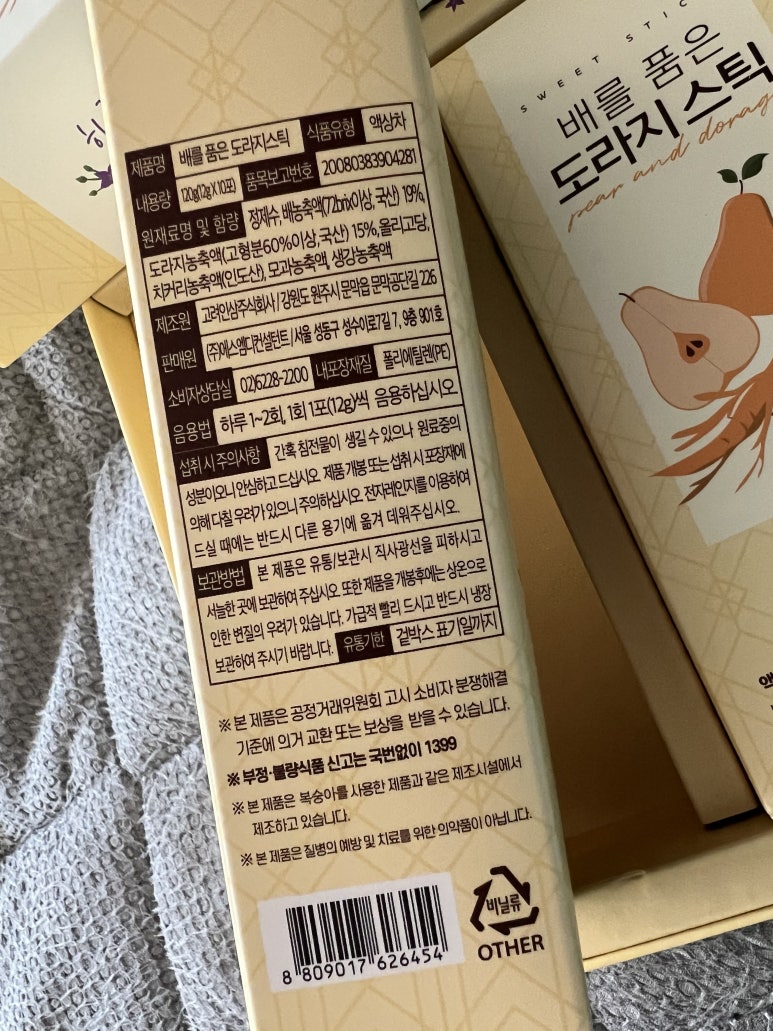 제품명 배를 품은 도라지스틱 식품유형 액상차
내용량 120g(12g X 10포) 품목보고번호 20080383904281
원재료명 및 함량 정제수, 배농축액(72brix이상, 국산) 19%,
도라지농축액(고형분60%이상,국산) 15%,올리고당,
치커리농축액(인도산), 모과농축액, 생강농축액
제조원 고려인삼주식회사 / 강원도 원주시 문막읍 문막공단길 226
판매원 (주)에스엠디컨설턴트 / 서울 성동구 성수이로7길 7, 9층 901호
소비자상담실 02)6228-2200 내포장재질 폴리에틸렌(PE)
음용법 하루 1~2회, 1회 1포(12g)씩 음용하십시오
섭취 시 주의사항 간혹 침전물이 생길 수 있으나 원료중의
성분이오니 안심하고 드십시오. 제품 개봉 또는 섭취 시 포장재에
의해 다칠 우려가 있으니 주의하십시오. 전자레인지를 이용하여
드실 때에는 반드시 다른 용기에 옮겨 데워주십시오.
보관방법 본 제품은 유통/보관시 직사광선을 피하시고
서늘한 곳에 보관하여 주십시오. 또한 제품을 개봉후에는 상온으로
인한 변질의 우려가 있습니다. 가급적 빨리 드시고 반드시 냉장
보관하여 주시기 바랍니다. 유통기한 겉박스 표기일까지
※ 본 제품은 공정거래위원회 고시 소비자 분쟁해결
기준에 의거 교환 또는 보상을 받을 수 있습니다.
※ 부정·불량식품 신고는 국번없이 1399
※ 본 제품은 복숭아를 사용한 제품과 같은 제조시설에서
제조하고 있습니다.
※ 본 제품은 질병의 예방 및 치료를 위한 의약품이 아닙니다.
8 809017 626454
비닐류
OTHER
SWEET STIC
배를 품은
도라지 스틱
pear and dorag